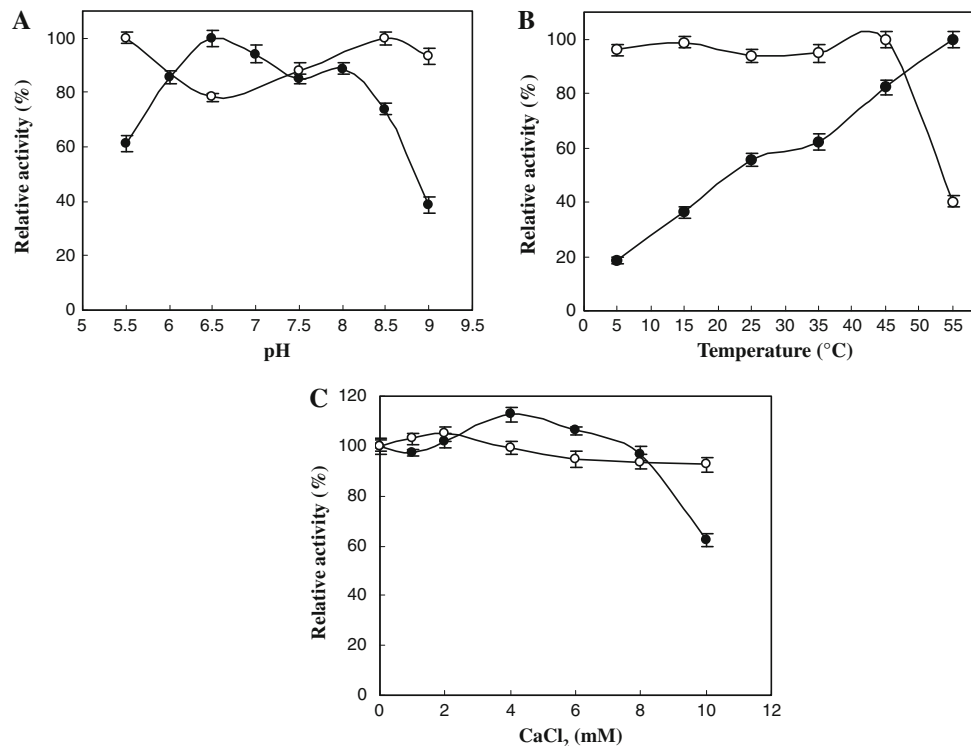 A
Relative activity (%)
100
80
60
40
20
0
5 5.5 6 6.5 7 7.5 8 8.5 9 9.5
pH
B
Relative activity (%)
100
80
60
40
20
0
0 5 10 15 20 25 30 35 40 45 50 55
Temperature (°C)
C
Relative activity (%)
120
100
80
60
40
20
0
0 2 4 6 8 10 12
CaCl₂ (mM)